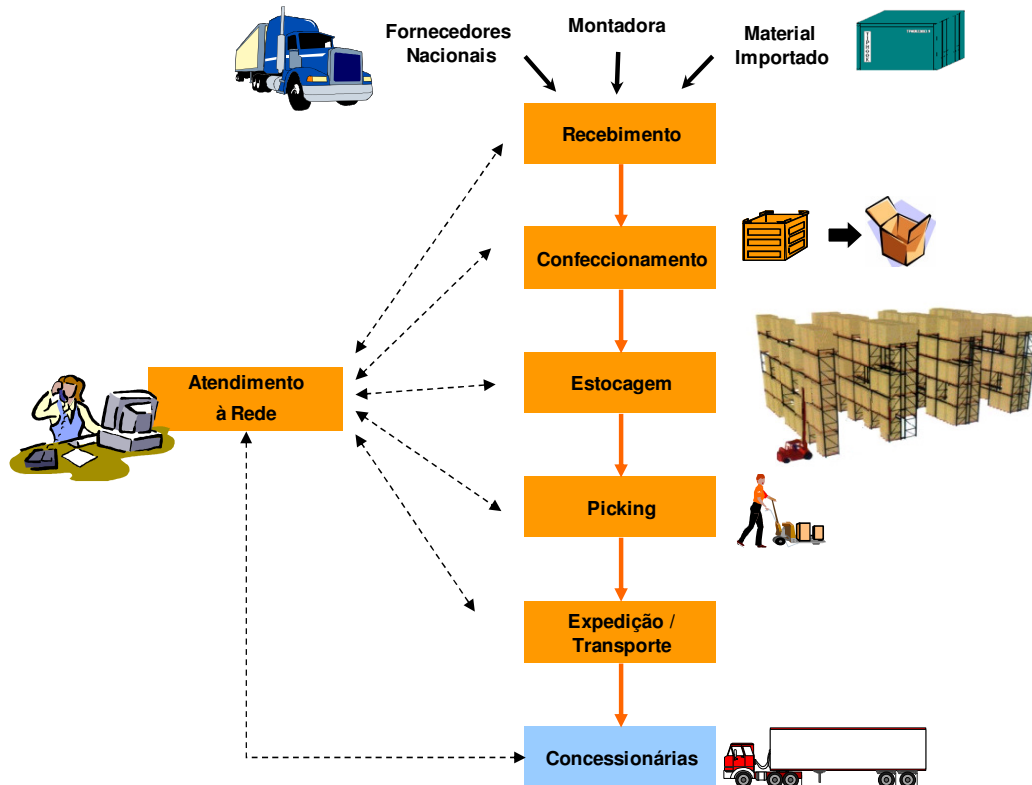 Fornecedores
Nacionais
Montadora
Material
Importado
Recebimento
Confeccionamento
Estocagem
Atendimento
à Rede
Picking
Expedição /
Transporte
Concessionárias